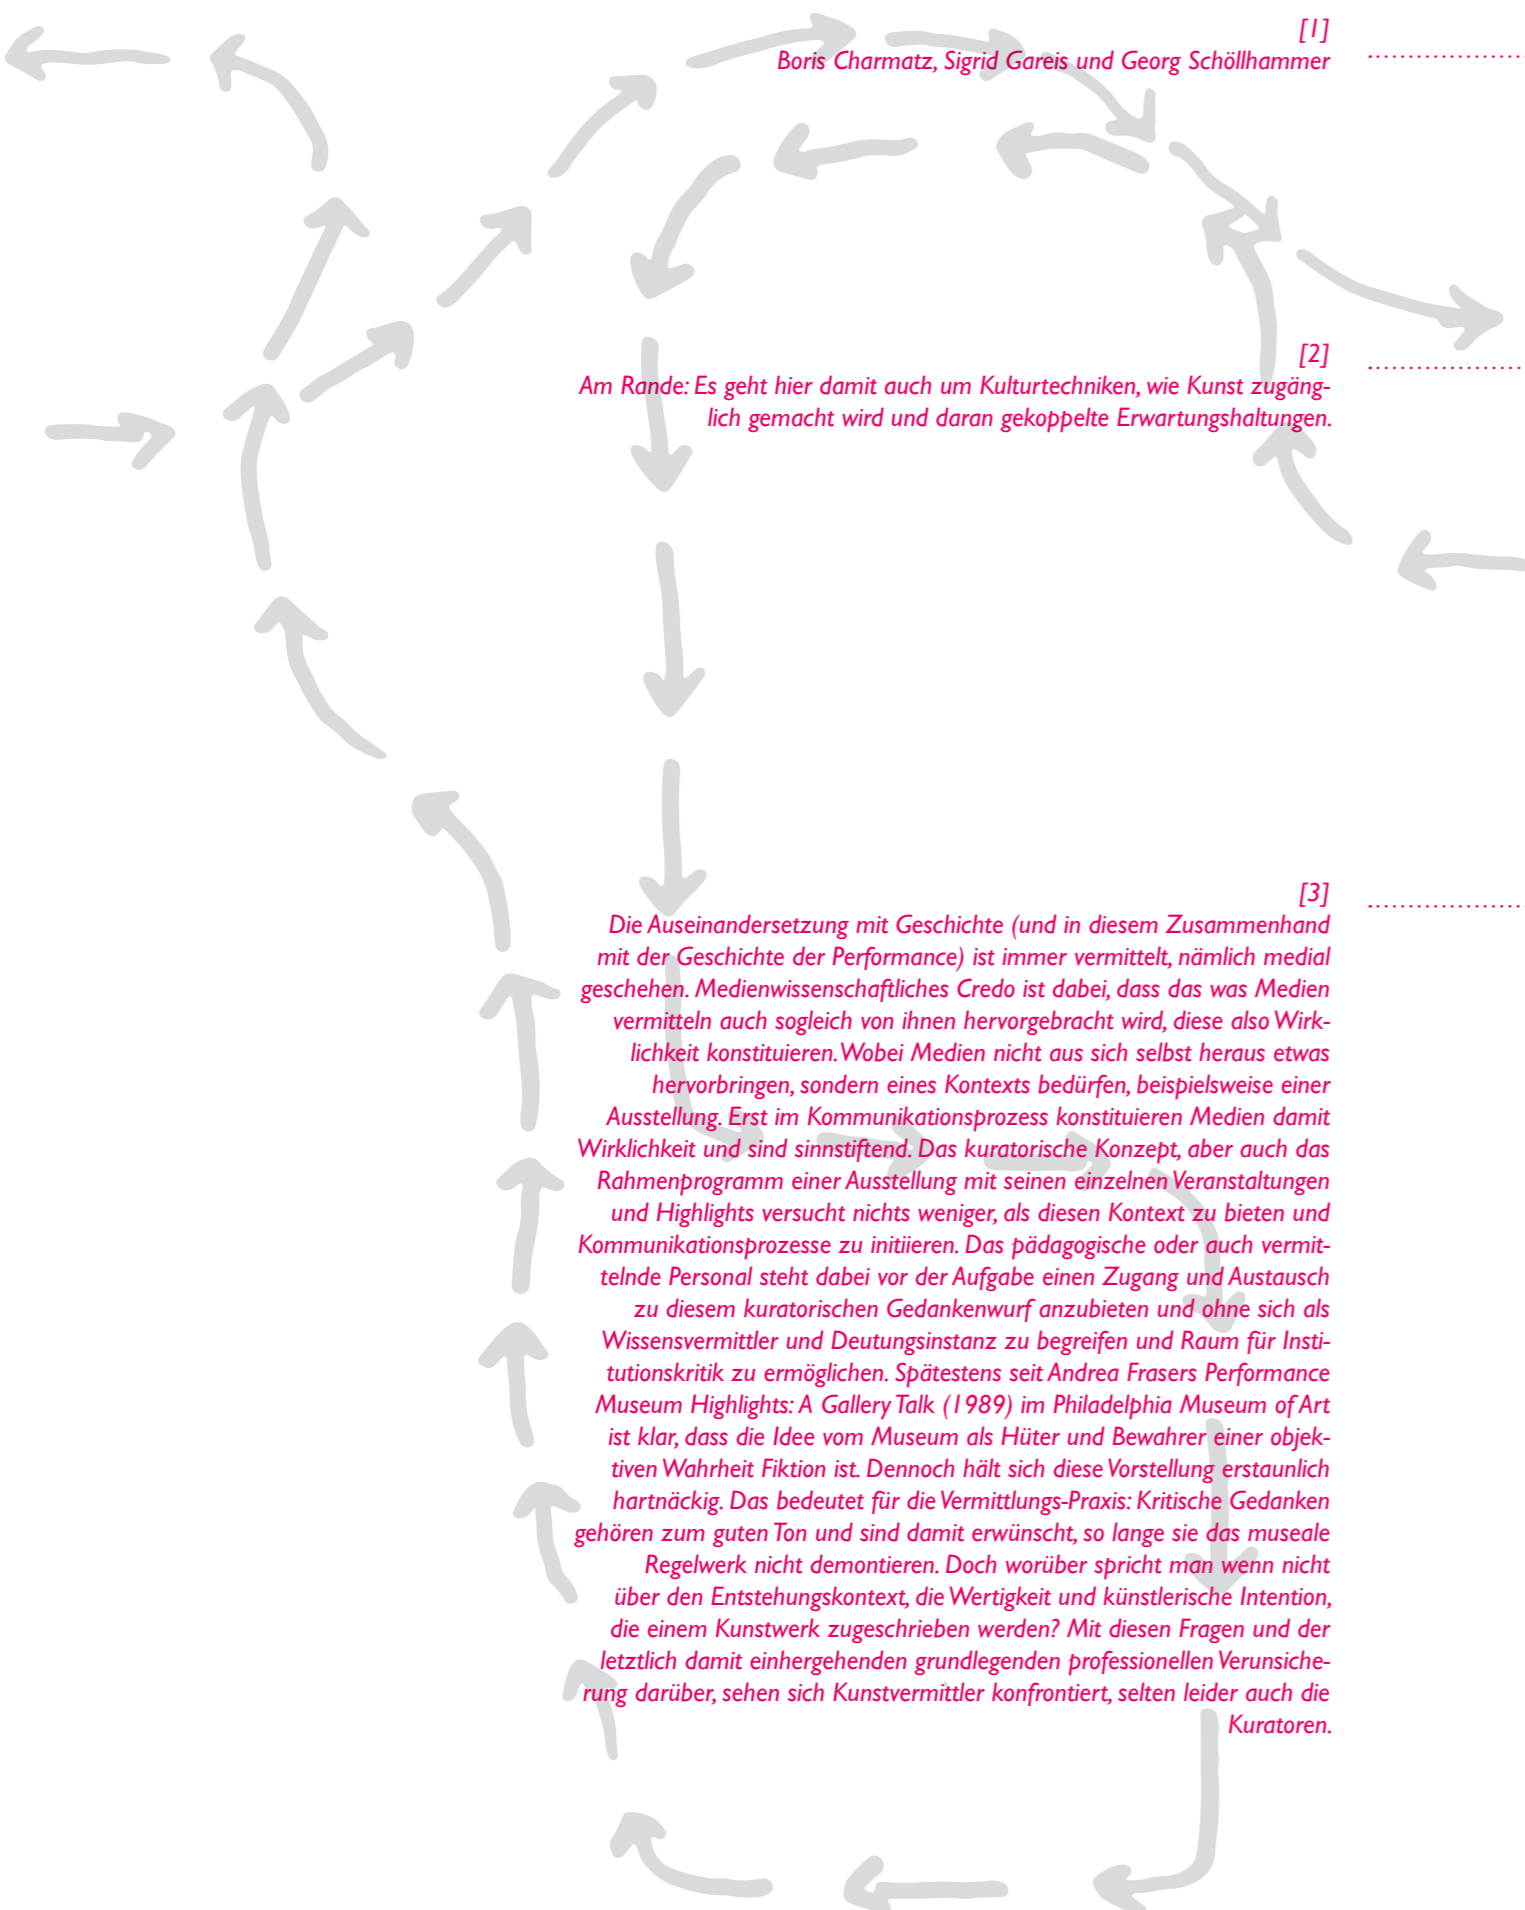 [1]
Boris Charmatz, Sigrid Gareis und Georg Schöllhammer
[2]
Am Rande: Es geht hier damit auch um Kulturtechniken, wie Kunst zugäng-
lich gemacht wird und daran gekoppelte Erwartungshaltungen.
[3]
Die Auseinandersetzung mit Geschichte (und in diesem Zusammenhand
mit der Geschichte der Performance) ist immer vermittelt, nämlich medial
geschehen. Medienwissenschaftliches Credo ist dabei, dass das was Medien
vermitteln auch sogleich von ihnen hervorgebracht wird, diese also Wirk-
lichkeit konstituieren. Wobei Medien nicht aus sich selbst heraus etwas
hervorbringen, sondern eines Kontexts bedürfen, beispielsweise einer
Ausstellung. Erst im Kommunikationsprozess konstituieren Medien damit
Wirklichkeit und sind sinnstiftend. Das kuratorische Konzept, aber auch das
Rahmenprogramm einer Ausstellung mit seinen einzelnen Veranstaltungen
und Highlights versucht nichts weniger, als diesen Kontext zu bieten und
Kommunikationsprozesse zu initiieren. Das pädagogische oder auch vermit-
telnde Personal steht dabei vor der Aufgabe einen Zugang und Austausch
zu diesem kuratorischen Gedankenwurf anzubieten und ohne sich als
Wissensvermittler und Deutungsinstanz zu begreifen und Raum für Insti-
tutionskritik zu ermöglichen. Spätestens seit Andrea Frasers Performance
Museum Highlights: A Gallery Talk (1989) im Philadelphia Museum of Art
ist klar, dass die Idee vom Museum als Hüter und Bewahrer einer objek-
tiven Wahrheit Fiktion ist. Dennoch hält sich diese Vorstellung erstaunlich
hartnäckig. Das bedeutet für die Vermittlungs-Praxis: Kritische Gedanken
gehören zum guten Ton und sind damit erwünscht, so lange sie das museale
Regelwerk nicht demontieren. Doch worüber spricht man wenn nicht
über den Entstehungskontext, die Wertigkeit und künstlerische Intention,
die einem Kunstwerk zugeschrieben werden? Mit diesen Fragen und der
letztlich damit einhergehenden grundlegenden professionellen Verunsiche-
rung darüber, sehen sich Kunstvermittler konfrontiert, selten leider auch die
Kuratoren.